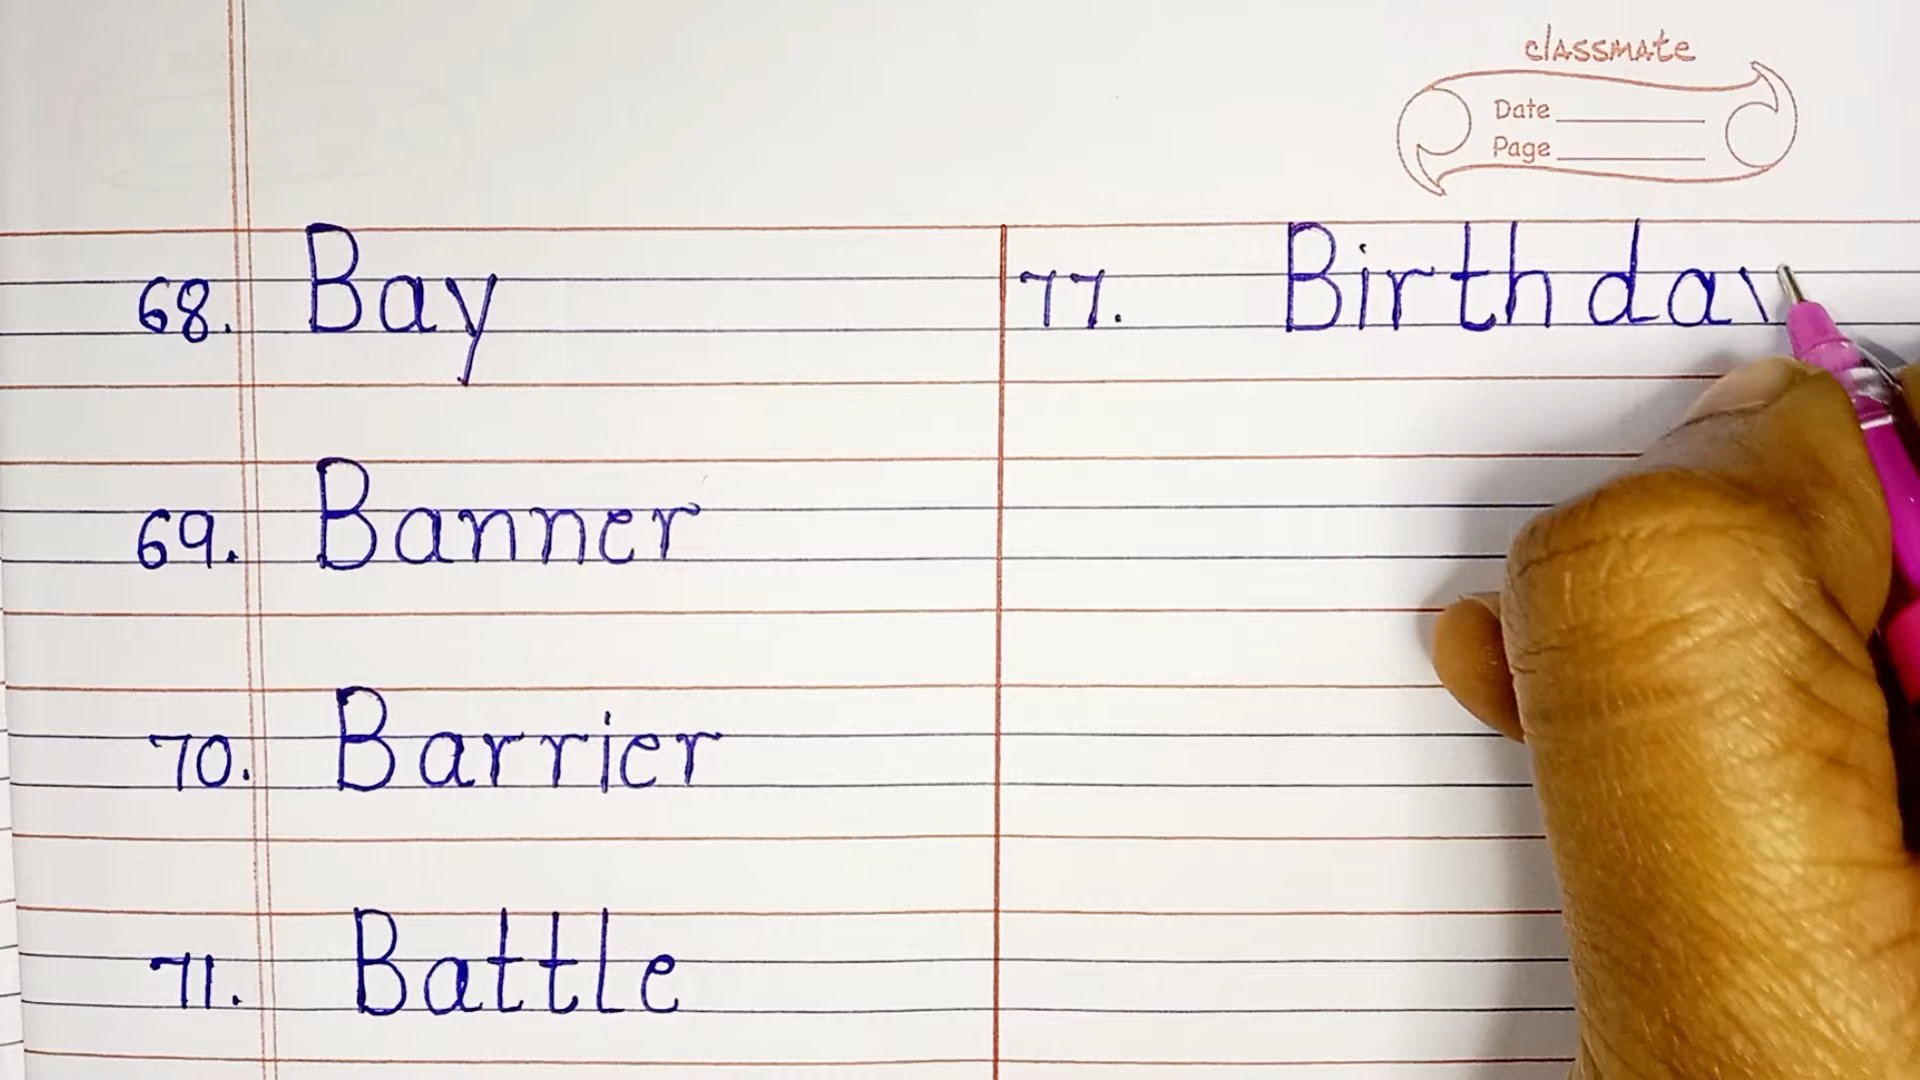 classmate
Date
Page
68. Bay
69. Banner
70. Barrier
71. Battle
77. Birthda